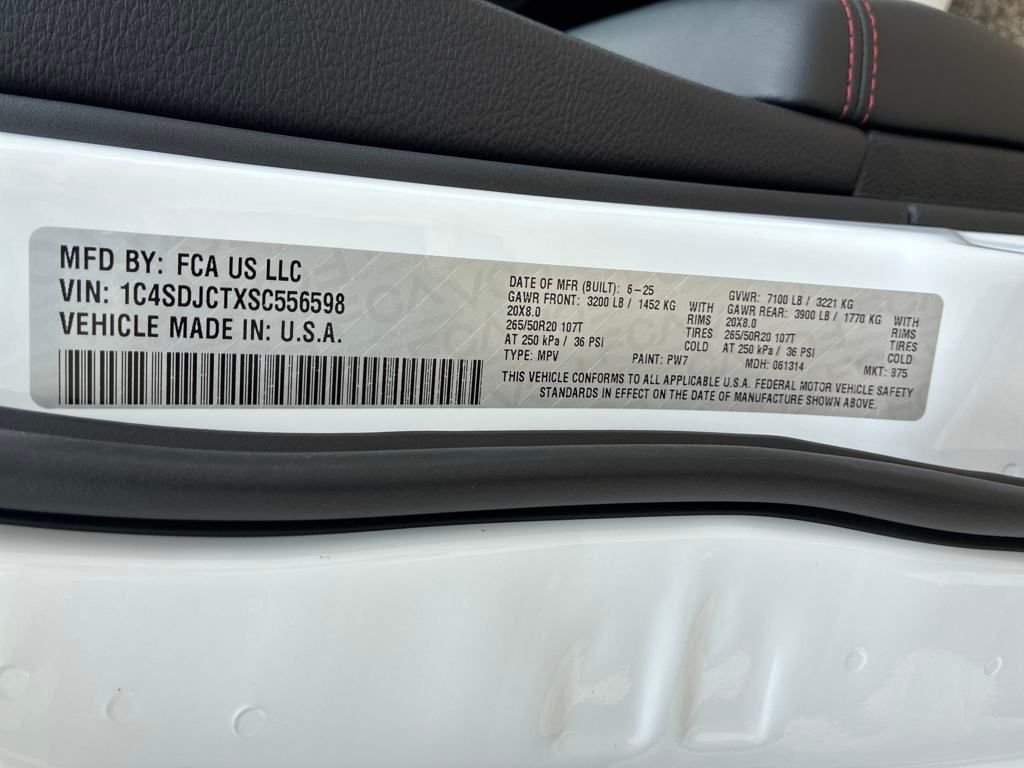 MFD BY: FCA US LLC
VIN: 1C4SDJCTXSC556598
VEHICLE MADE IN: U.S.A.
DATE OF MFR (BUILT): 6-25
GAWR FRONT: 3200 LB / 1452 KG WITH
20X8.0 RIMS
265/50R20 107T TIRES
AT 250 kPa / 36 PSI COLD
GVWR: 7100 LB / 3221 KG
GAWR REAR: 3900 LB / 1770 KG WITH
20X8.0 RIMS
265/50R20 107T TIRES
AT 250 kPa / 36 PSI COLD
TYPE: MPV PAINT: PW7 MDH: 061314 MKT: 975
THIS VEHICLE CONFORMS TO ALL APPLICABLE U.S.A. FEDERAL MOTOR VEHICLE SAFETY
STANDARDS IN EFFECT ON THE DATE OF MANUFACTURE SHOWN ABOVE.